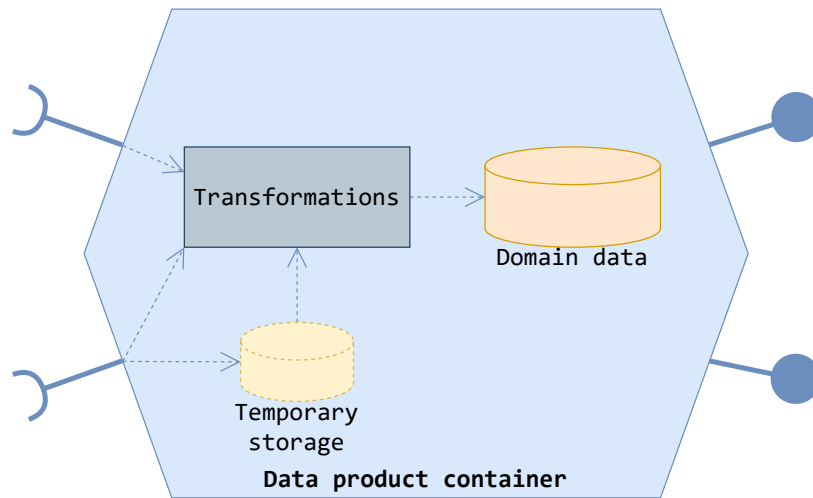 Transformations
Domain data
Temporary
storage
Data product container